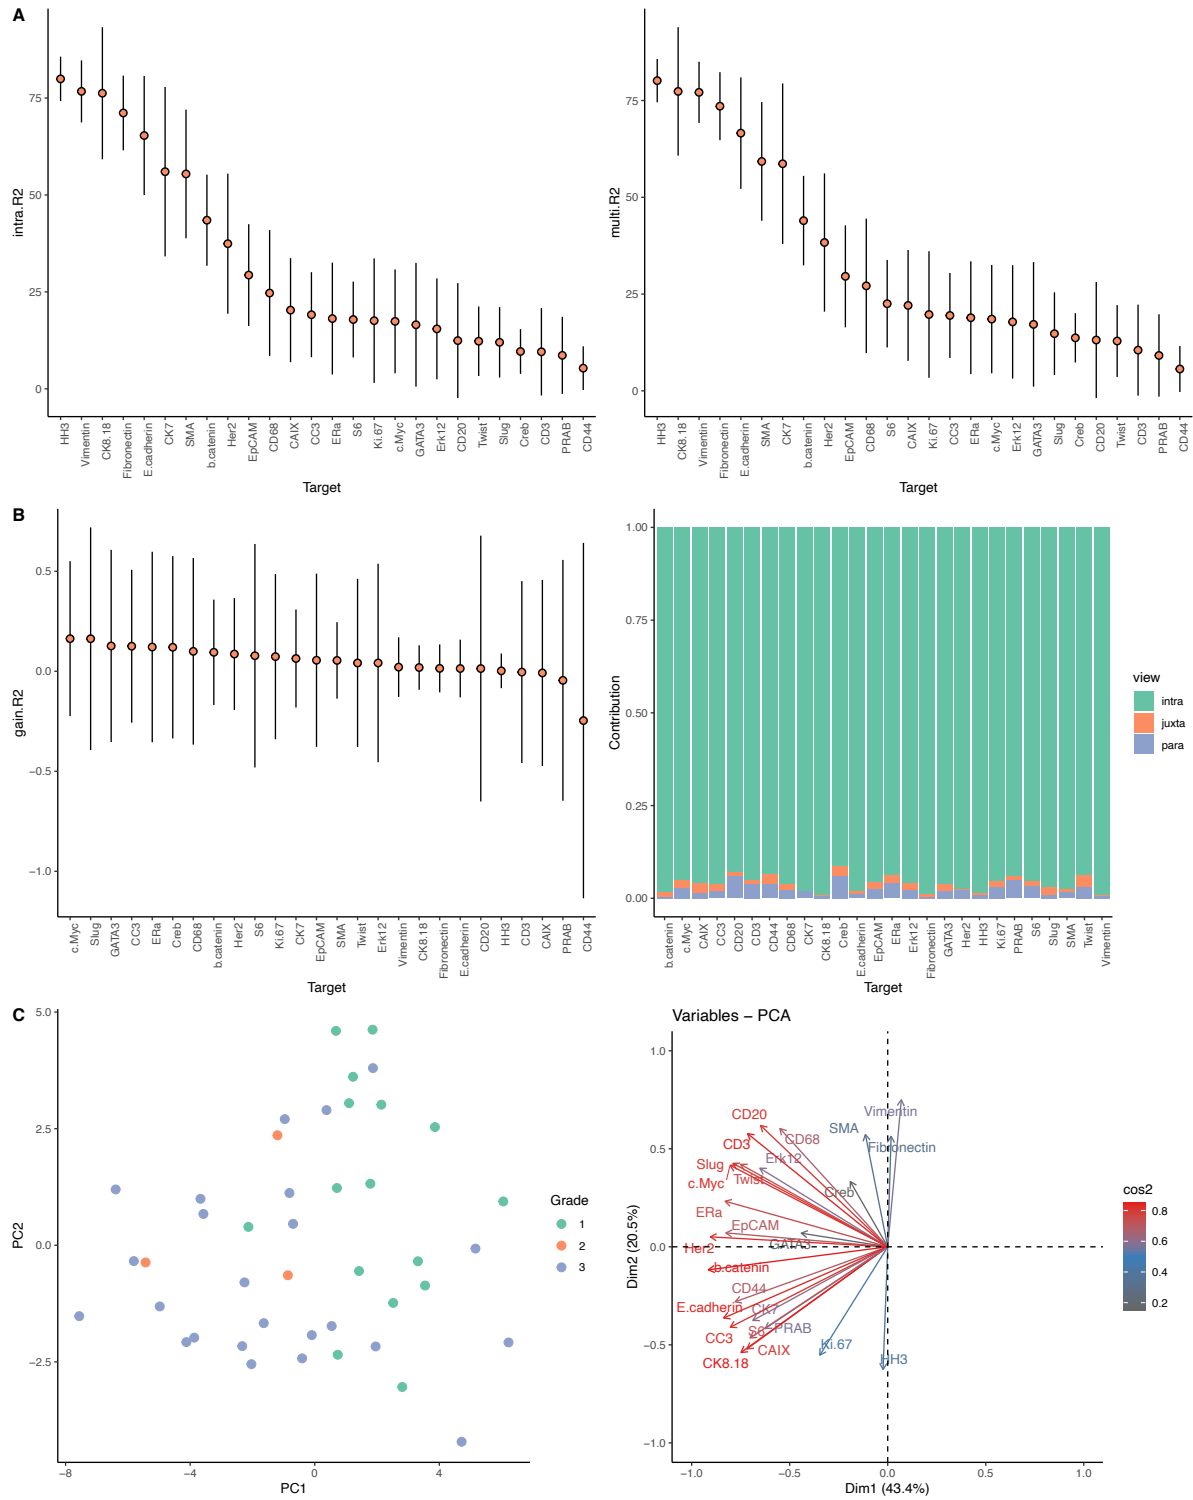 A
intra.R2
75
50
25
0
HH3
Vimentin
CK8.18
Fibronectin
E.cadherin
CK7
SMA
b.catenin
Her2
EpCAM
CD68
CAIX
CC3
ERa
S6
Ki.67
c.Myc
GATA3
Erk12
CD20
Twist
Slug
Creb
CD3
PRAB
CD44
Target
multi.R2
75
50
25
0
HH3
CK8.18
Vimentin
Fibronectin
E.cadherin
SMA
CK7
b.catenin
Her2
EpCAM
CD68
S6
CAIX
Ki.67
CC3
ERa
c.Myc
Erk12
GATA3
Slug
Creb
CD20
Twist
CD3
PRAB
CD44
Target
B
gain.R2
0.5
0.0
−0.5
−1.0
c.Myc
Slug
GATA3
CC3
ERa
Creb
CD68
b.catenin
Her2
S6
Ki.67
CK7
EpCAM
SMA
Twist
Erk12
Vimentin
CK8.18
Fibronectin
E.cadherin
CD20
HH3
CD3
CAIX
PRAB
CD44
Target
Contribution
1.00
0.75
0.50
0.25
0.00
b.catenin
c.Myc
CAIX
CC3
CD20
CD3
CD44
CD68
CK7
CK8.18
Creb
E.cadherin
EpCAM
ERa
Erk12
Fibronectin
GATA3
Her2
HH3
Ki.67
PRAB
S6
Slug
SMA
Twist
Vimentin
Target
view
intra
juxta
para
C
PC2
5.0
2.5
0.0
−2.5
−8
−4
0
4
PC1
Grade
1
2
3
Variables − PCA
Dim2 (20.5%)
1.0
0.5
0.0
−0.5
−1.0
Vimentin
CD20
SMA
CD68
CD3
Fibronectin
Erk12
Slug
Twist
c.Myc
Creb
ERa
EpCAM
GATA3
Her2
b.catenin
CD44
E.cadherin
CK7
S6
PRAB
CC3
Ki.67
CAIX
CK8.18
HH3
−1.0
−0.5
0.0
0.5
1.0
Dim1 (43.4%)
cos2
0.8
0.6
0.4
0.2